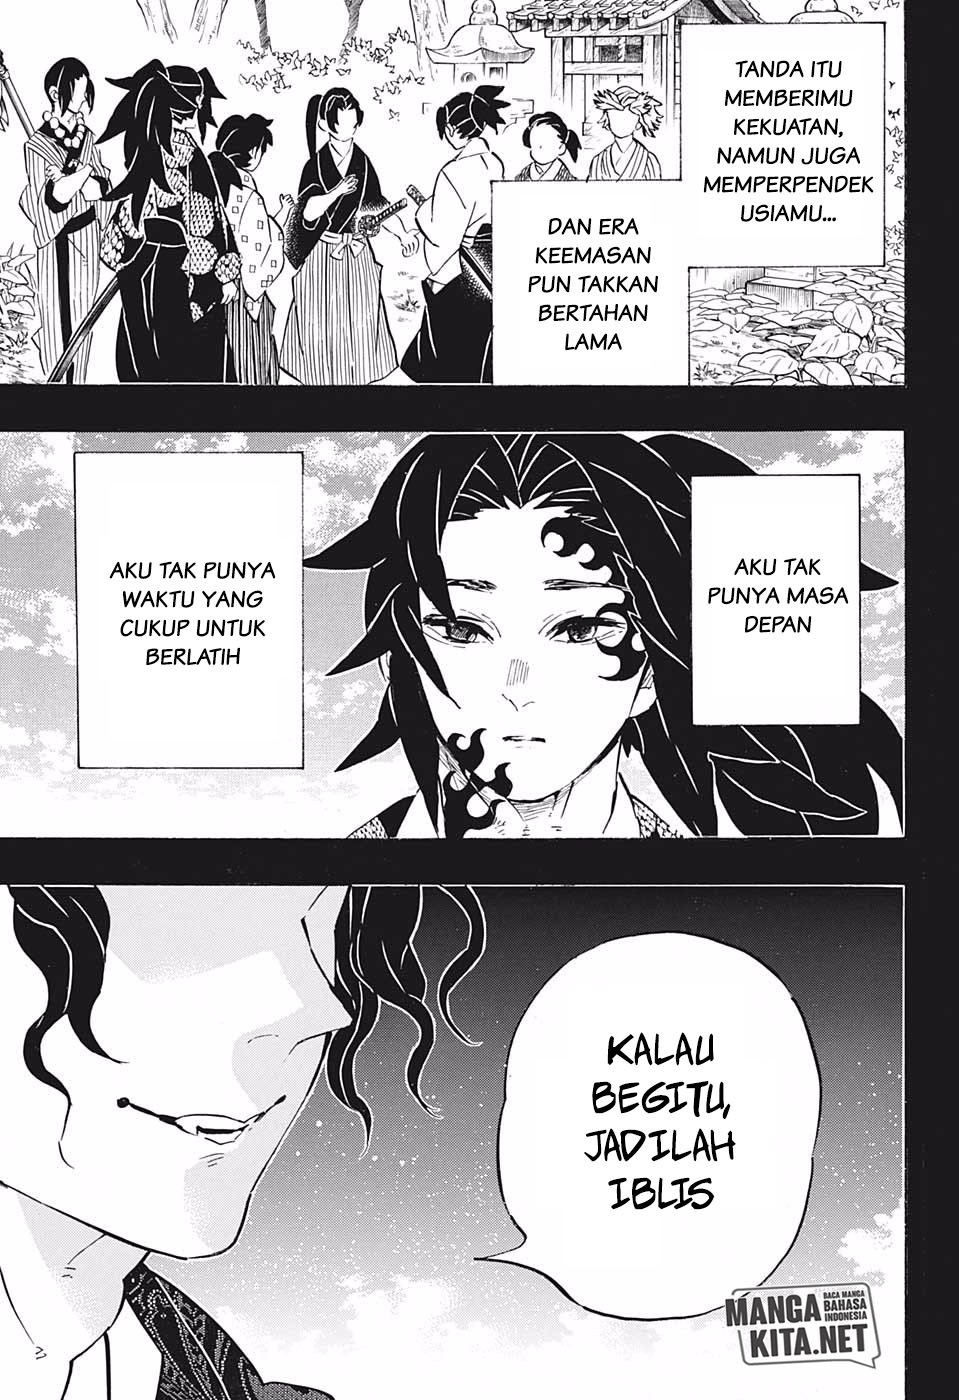 TANDA ITU
MEMBERIMU
KEKUATAN,
NAMUN JUGA
MEMPERPENDEK
USIAMU...
DAN ERA
KEEMASAN
PUN TAKKAN
BERTAHAN
LAMA
AKU TAK
PUNYA MASA
DEPAN
AKU TAK PUNYA
WAKTU YANG
CUKUP UNTUK
BERLATIH
KALAU
BEGITU,
JADILAH
IBLIS
MANGA
BACA MANGA
BAHASA
INDONESIA
KITA.NET